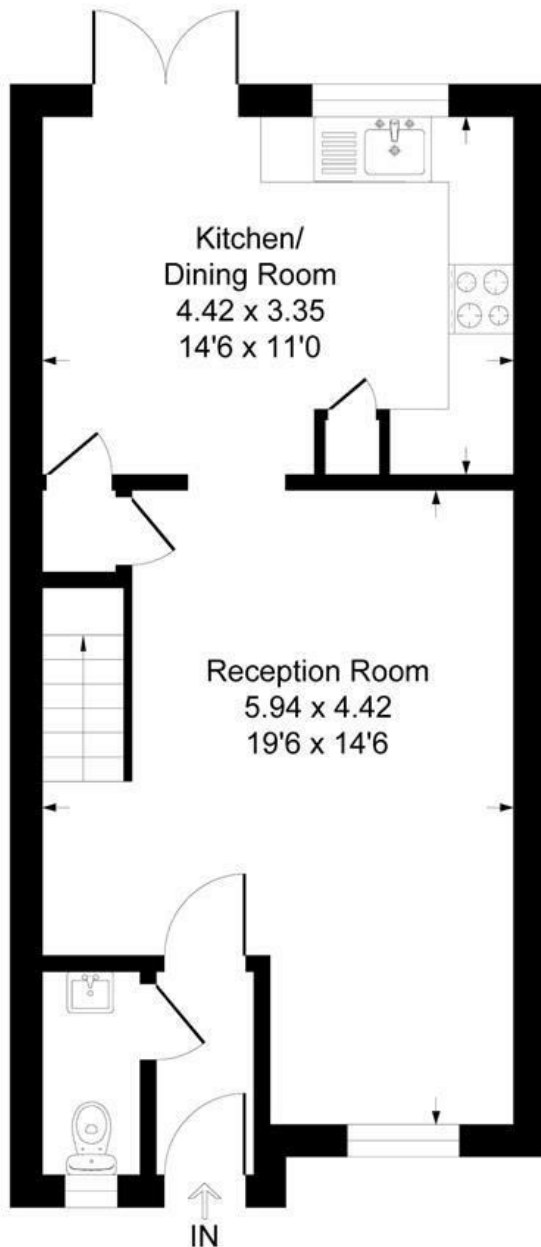 Kitchen/
Dining Room
4.42 x 3.35
14'6 x 11'0
Reception Room
5.94 x 4.42
19'6 x 14'6
IN